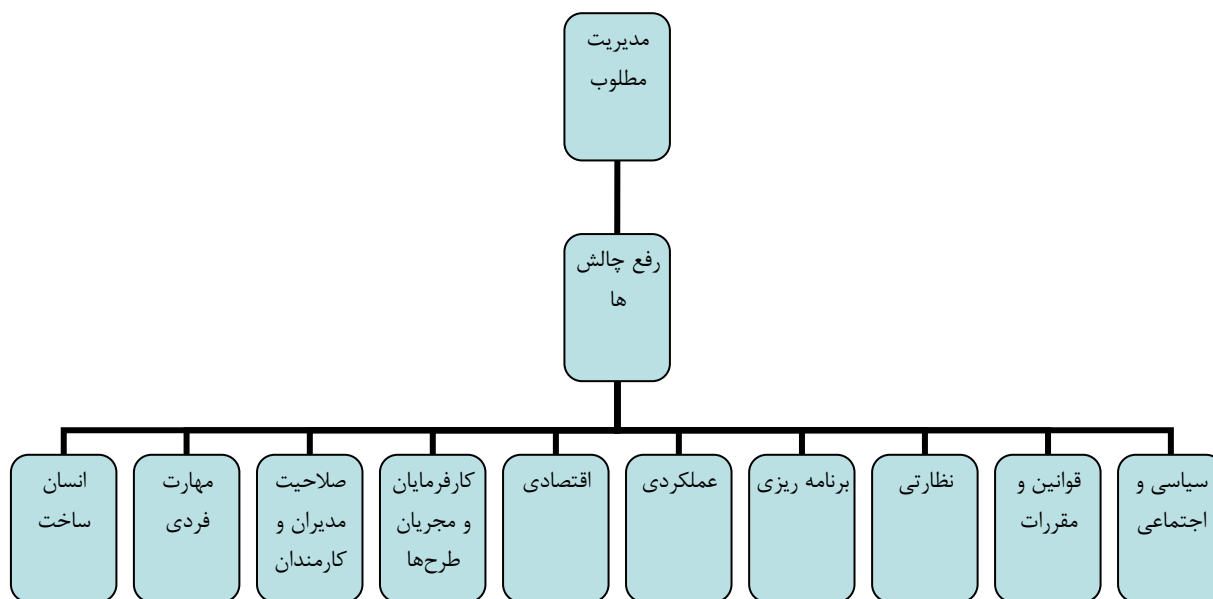 مدیریت
مطلوب
رفع چالش
ها
سیاسی و
اجتماعی
قوانین و
مقررات
نظارتی
برنامه ریزی
عملکردی
اقتصادی
کارفرمایان
و مجریان
طرح‌ها
صلاحیت
مدیران و
کارمندان
مهارت
فردی
انسان
ساخت